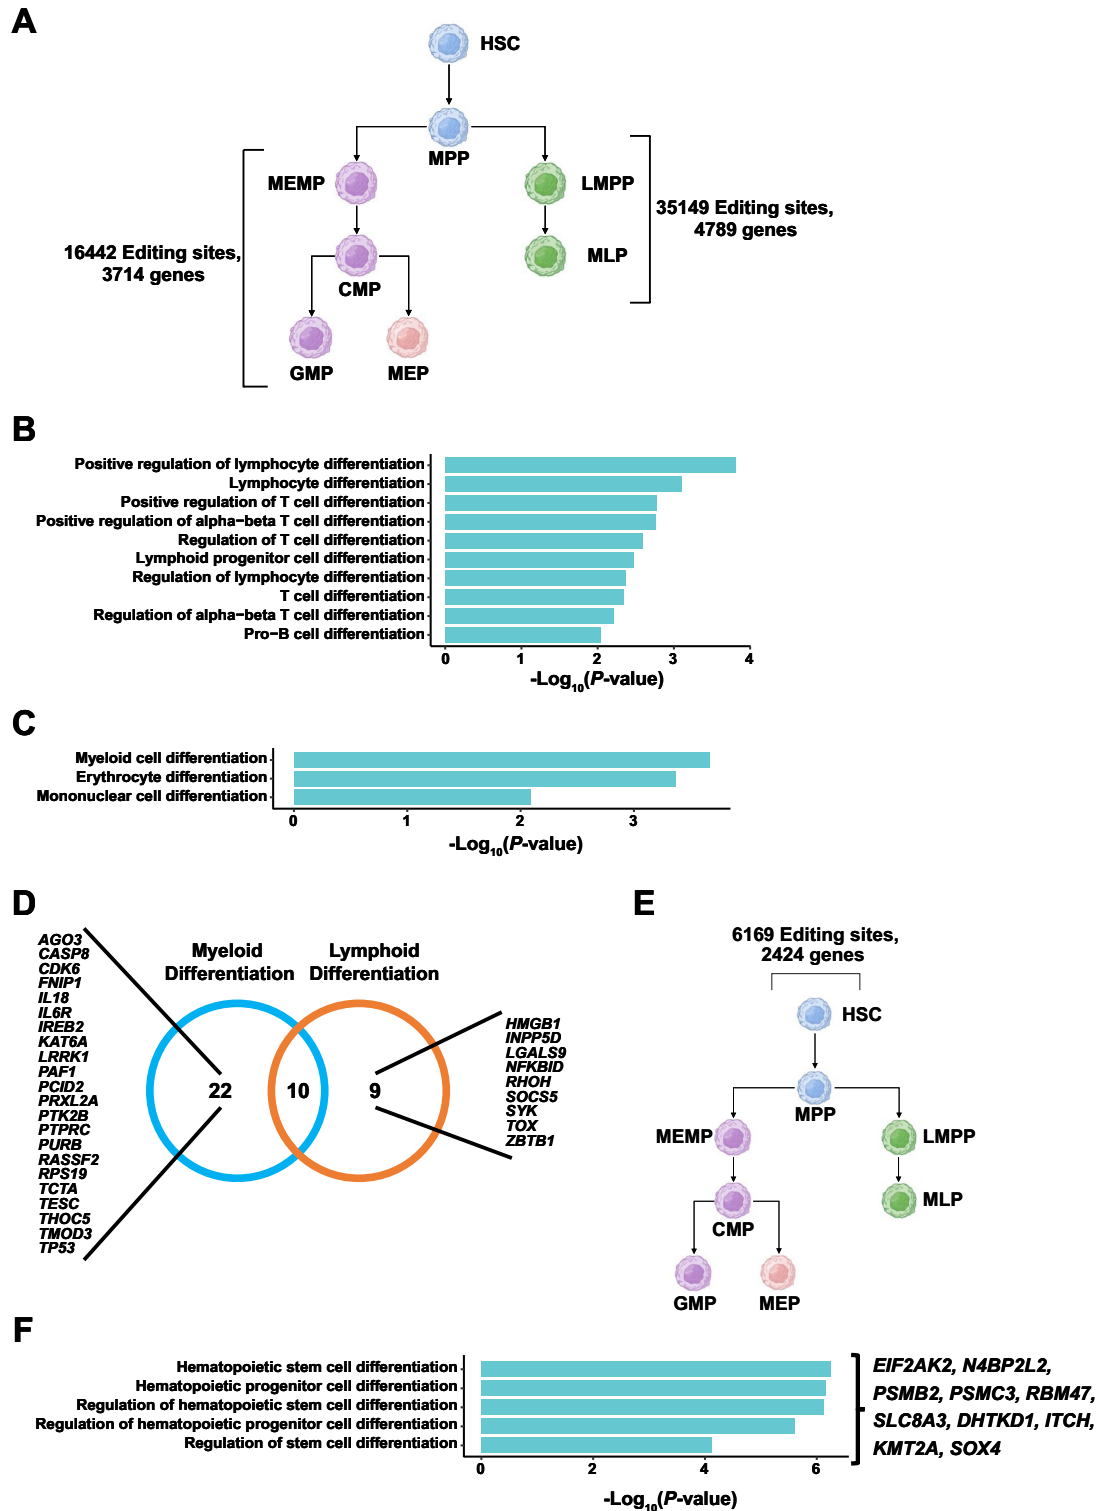 A
HSC
MPP
MEMP
LMPP
35149 Editing sites,
4789 genes
16442 Editing sites,
3714 genes
CMP
MLP
GMP
MEP
B
Positive regulation of lymphocyte differentiation
Lymphocyte differentiation
Positive regulation of T cell differentiation
Positive regulation of alpha−beta T cell differentiation
Regulation of T cell differentiation
Lymphoid progenitor cell differentiation
Regulation of lymphocyte differentiation
T cell differentiation
Regulation of alpha−beta T cell differentiation
Pro−B cell differentiation
0 1 2 3 4
-Log10(P-value)
C
Myeloid cell differentiation
Erythrocyte differentiation
Mononuclear cell differentiation
0 1 2 3
-Log10(P-value)
D
AGO3
CASP8
CDK6
FNIP1
IL18
IL6R
IREB2
KAT6A
LRRK1
PAF1
PCID2
PRXL2A
PTK2B
PTPRC
PURB
RASSF2
RPS19
TCTA
TESC
THOC5
TMOD3
TP53
Myeloid
Differentiation
Lymphoid
Differentiation
22 10 9
HMGB1
INPP5D
LGALS9
NFKBID
RHOH
SOCS5
SYK
TOX
ZBTB1
E
6169 Editing sites,
2424 genes
HSC
MPP
MEMP
LMPP
CMP
MLP
GMP
MEP
F
Hematopoietic stem cell differentiation
Hematopoietic progenitor cell differentiation
Regulation of hematopoietic stem cell differentiation
Regulation of hematopoietic progenitor cell differentiation
Regulation of stem cell differentiation
0 2 4 6
-Log10(P-value)
EIF2AK2, N4BP2L2,
PSMB2, PSMC3, RBM47,
SLC8A3, DHTKD1, ITCH,
KMT2A, SOX4